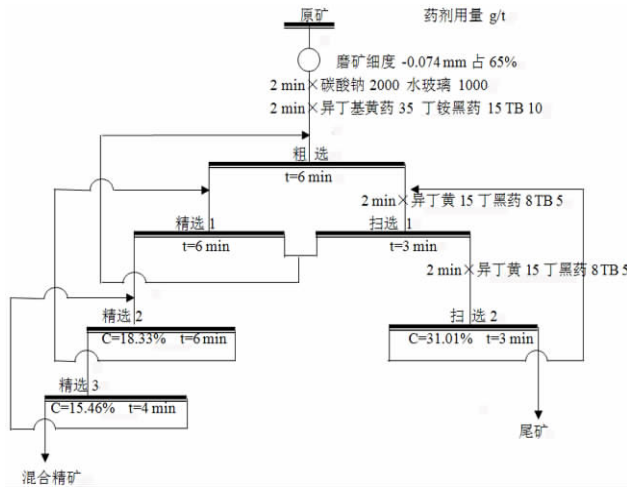 原矿
药剂用量 g/t
磨矿细度 -0.074 mm 占 65%
2 min×碳酸钠 2000 水玻璃 1000
2 min×异丁基黄药 35 丁铵黑药 15 TB 10
粗 选
t=6 min
2 min×异丁黄 15 丁黑药 8TB 5
精选 1
扫选 1
t=6 min
t=3 min
2 min×异丁黄 15 丁黑药 8TB 5
精选 2
扫 选 2
C=18.33% t=6 min
C=31.01% t=3 min
精选 3
C=15.46% t=4 min
尾矿
混合精矿